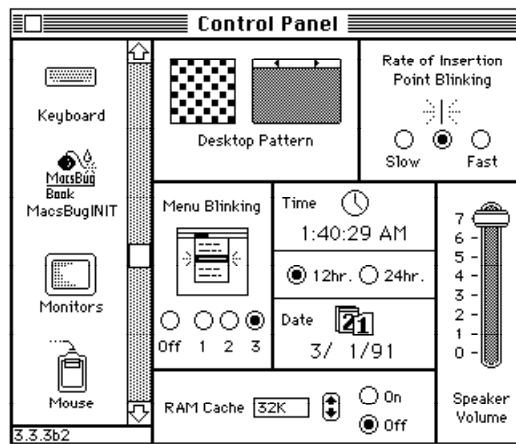 Control Panel
Keyboard
MacsBug
Book
MacsBugINIT
Monitors
Mouse
3.3.3b2
Desktop Pattern
Rate of Insertion
Point Blinking
Slow Fast
Menu Blinking
Off 1 2 3
Time
1:40:29 AM
12hr. 24hr.
Date
21
3/ 1/91
7
6
5
4
3
2
1
0
Speaker
Volume
RAM Cache 32K
On
Off